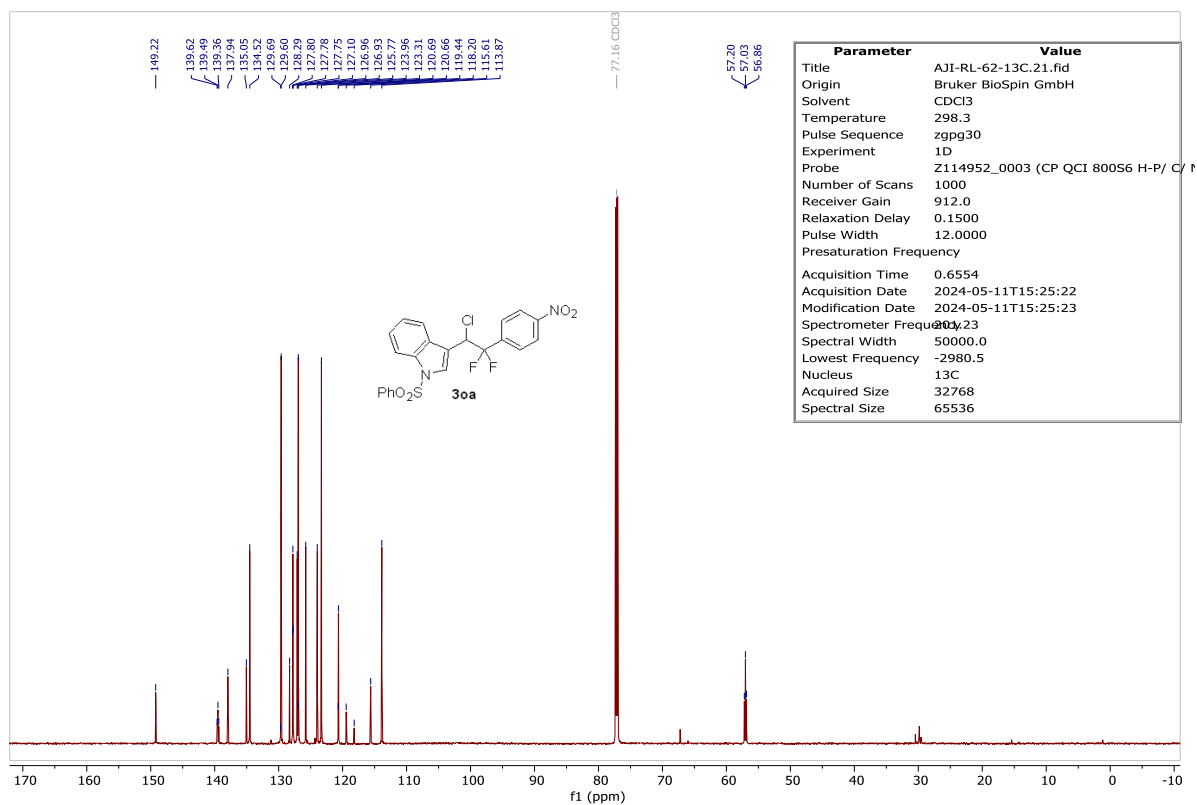 149.22
139.62
139.49
139.36
137.94
135.05
134.52
129.69
129.60
128.29
127.80
127.78
127.75
127.10
126.96
126.93
125.77
123.96
123.31
120.69
120.66
119.44
118.20
115.61
113.87
77.16 CDCl3
57.20
57.03
56.86
Parameter Value
Title AJI-RL-62-13C.21.fid
Origin Bruker BioSpin GmbH
Solvent CDCl3
Temperature 298.3
Pulse Sequence zgpg30
Experiment 1D
Probe Z114952_0003 (CP QCI 800S6 H-P/ C/ N
Number of Scans 1000
Receiver Gain 912.0
Relaxation Delay 0.1500
Pulse Width 12.0000
Presaturation Frequency
Acquisition Time 0.6554
Acquisition Date 2024-05-11T15:25:22
Modification Date 2024-05-11T15:25:23
Spectrometer Frequency 201.23
Spectral Width 50000.0
Lowest Frequency -2980.5
Nucleus 13C
Acquired Size 32768
Spectral Size 65536
Cl
NO2
F F
N
PhO2S
3oa
170 160 150 140 130 120 110 100 90 80 70 60 50 40 30 20 10 0 -10
f1 (ppm)